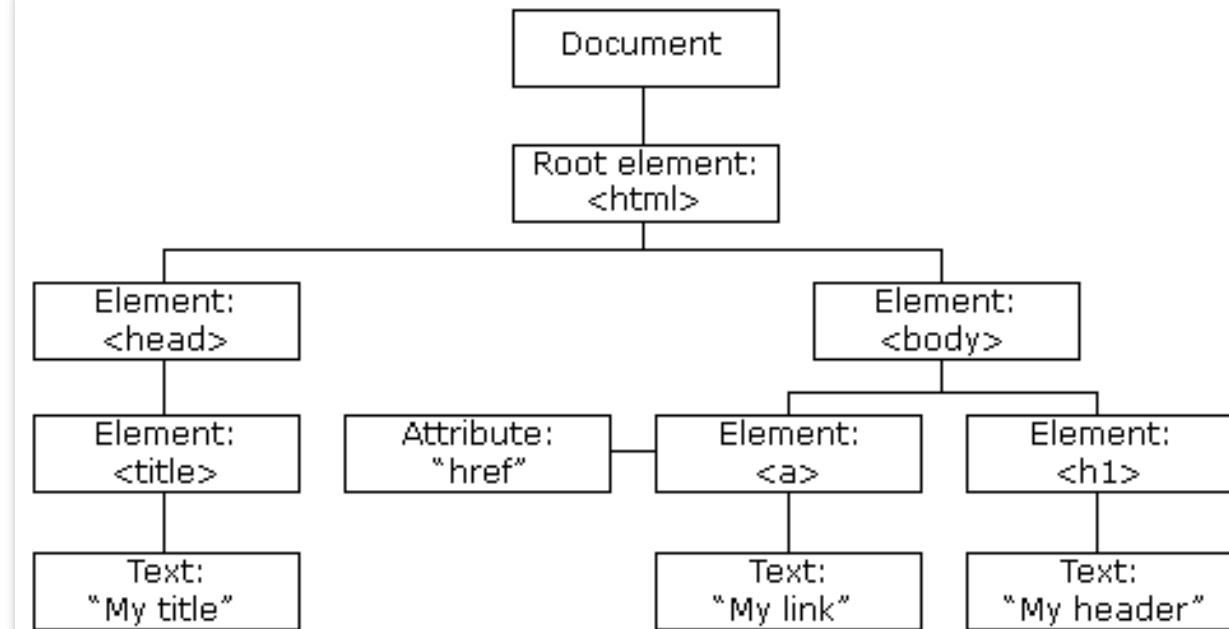 Document
Root element:
<html>
Element:
<head>
Element:
<body>
Element:
<title>
Attribute:
“href”
Element:
<a>
Element:
<h1>
Text:
“My title”
Text:
“My link”
Text:
“My header”